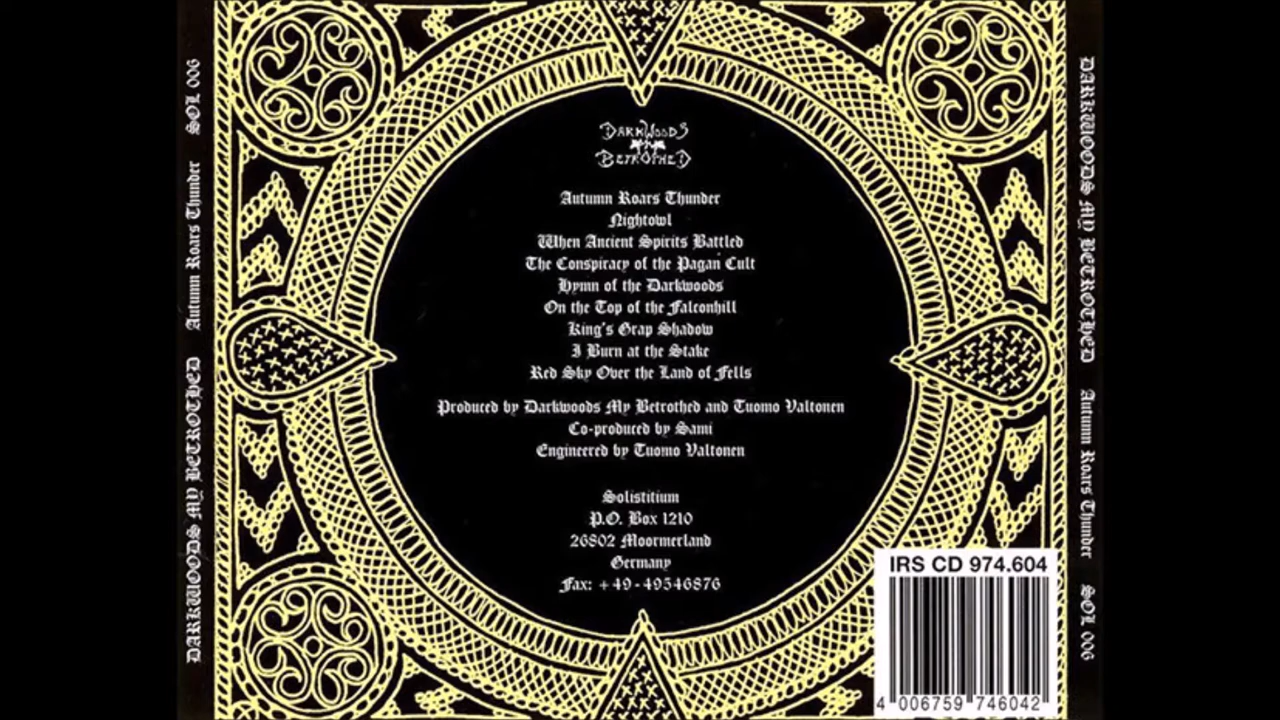 DARKWOODS MY BETROTHED Autumn Roars Thunder SOL 006
DARKWOODS
MY
BETROTHED
Autumn Roars Thunder
Nightowl
When Ancient Spirits Battled
The Conspiracy of the Pagan Cult
Hymn of the Darkwoods
On the Top of the Falconhill
King's Grap Shadow
I Burn at the Stake
Red Sky Over the Land of Fells
Produced by Darkwoods My Betrothed and Tuomo Valtonen
Co-produced by Sami
Engineered by Tuomo Valtonen
Solistitium
P.O. Box 1210
26802 Moormerland
Germany
Fax: +49-49546876
IRS CD 974.604
4 006759 746042
DARKWOODS MY BETROTHED Autumn Roars Thunder SOL 006